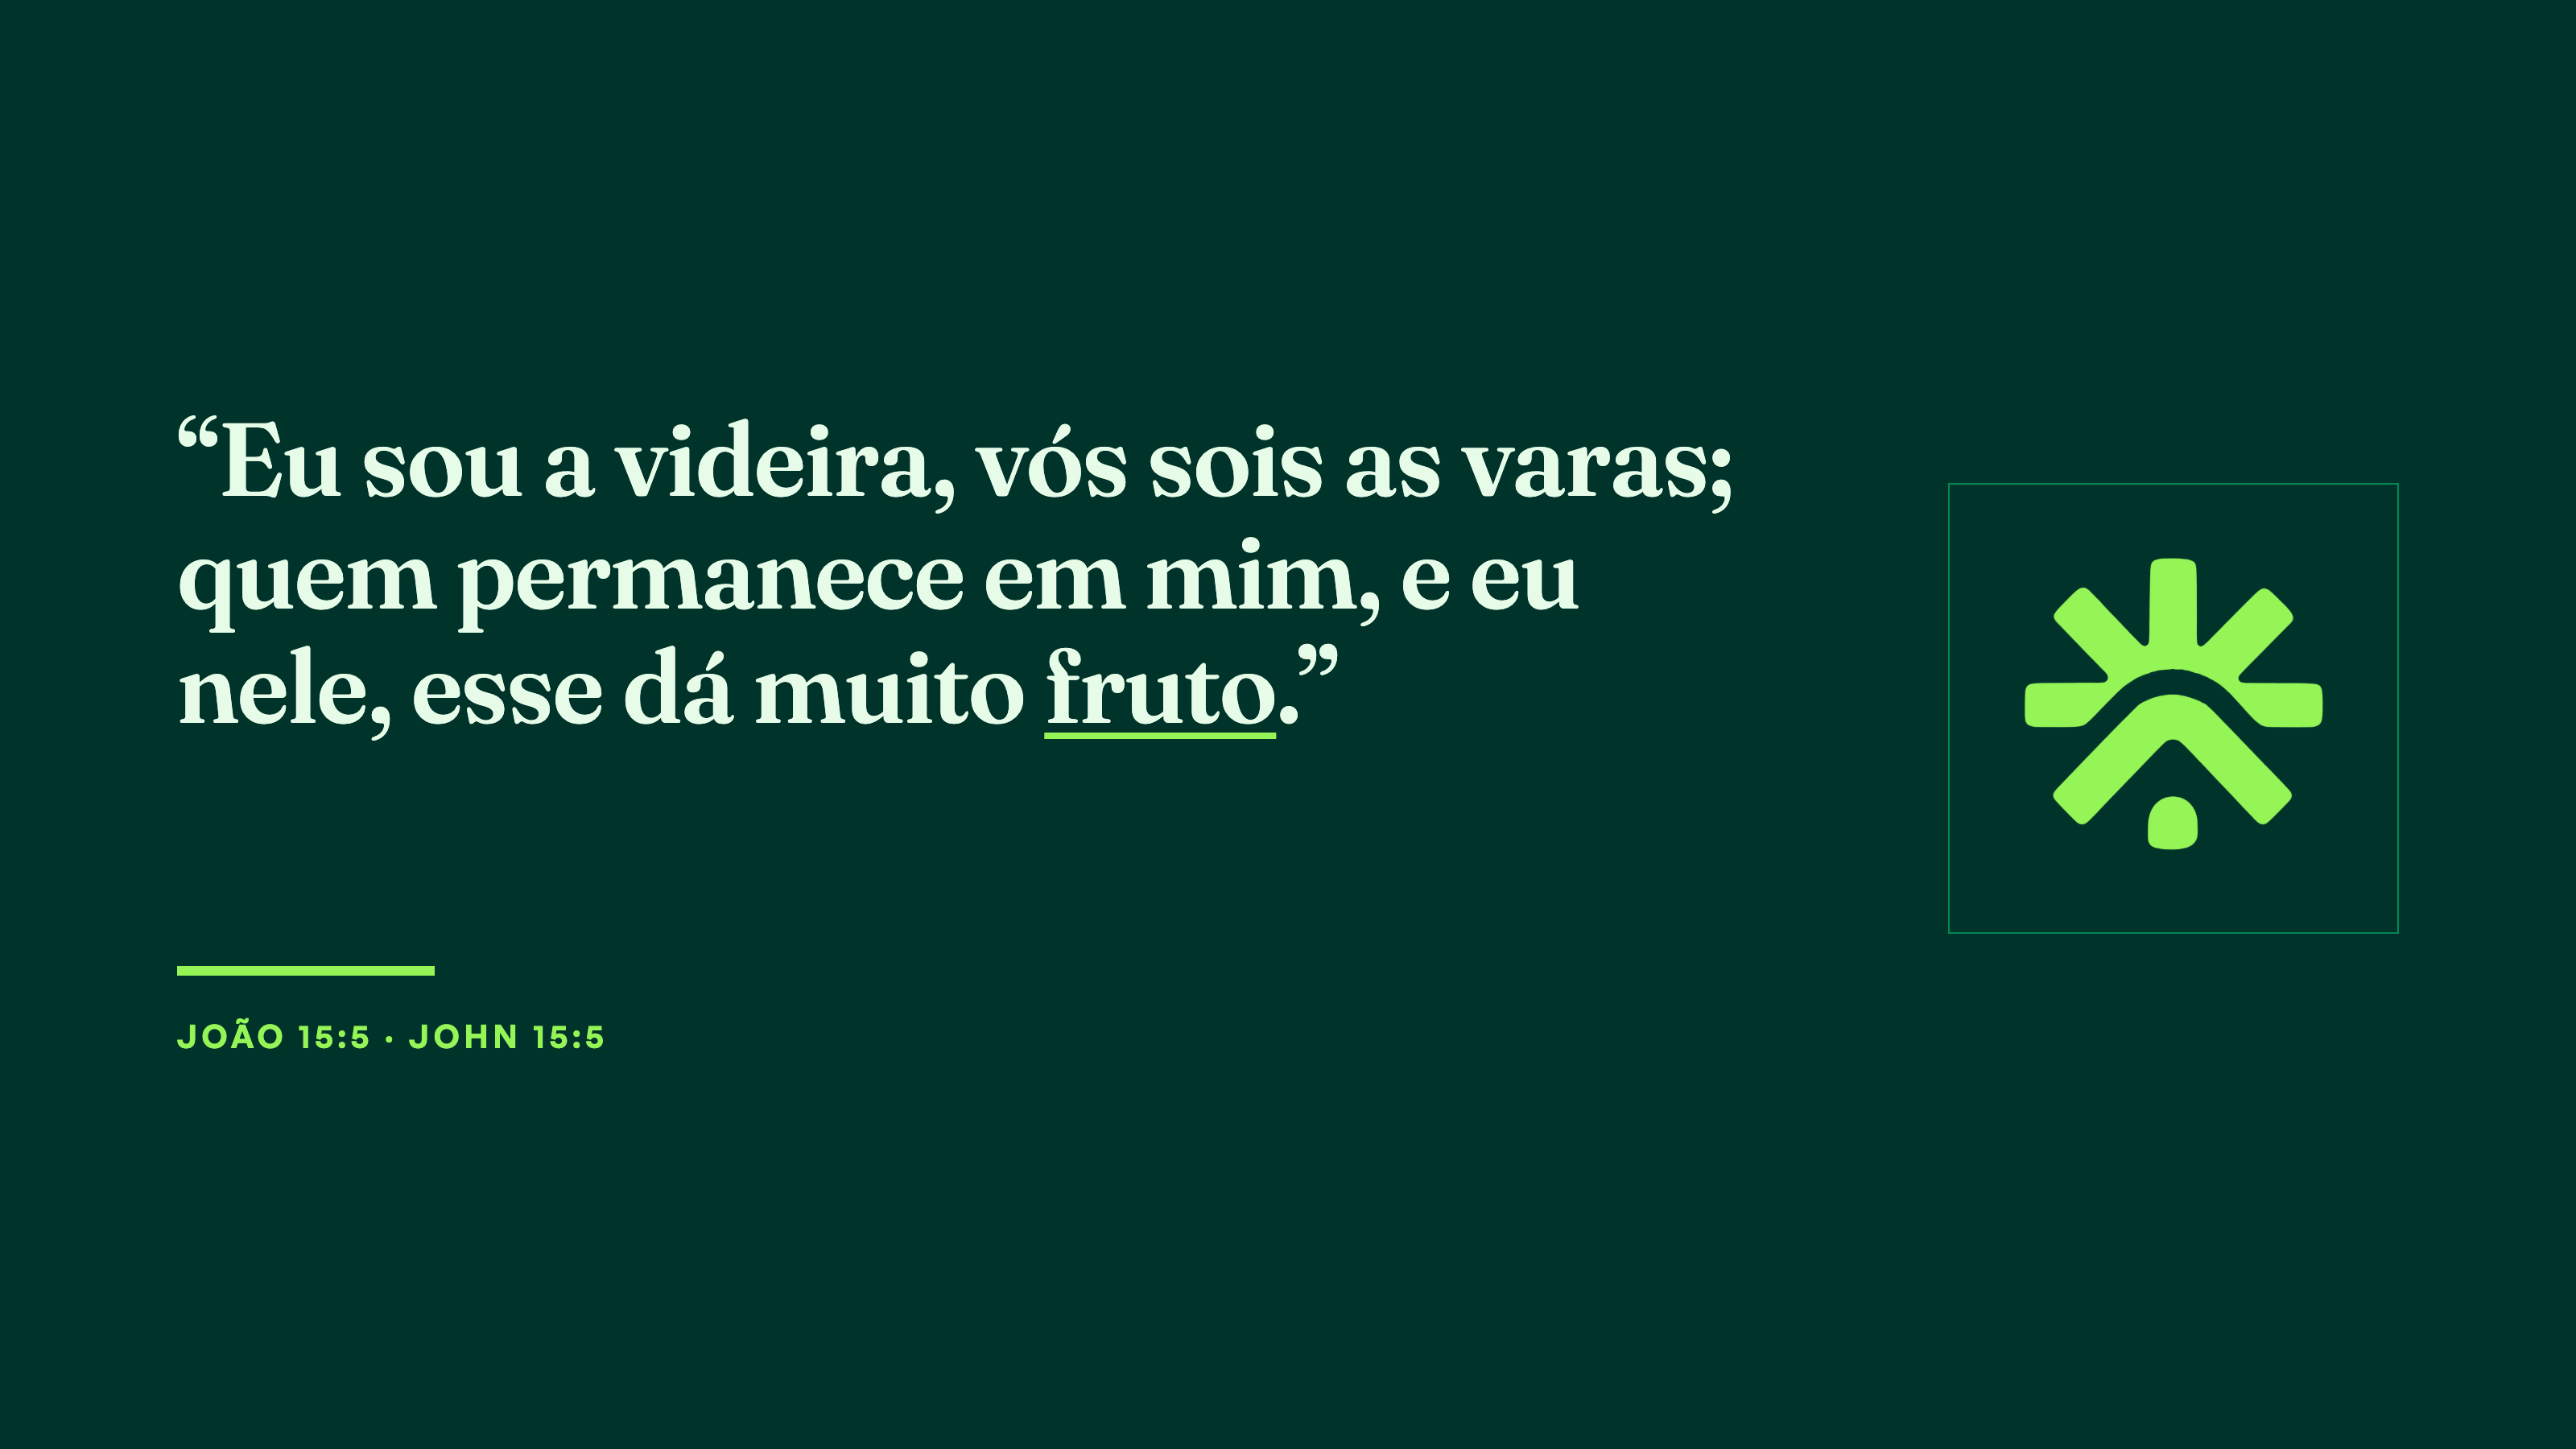 “Eu sou a videira, vós sois as varas;
quem permanece em mim, e eu
nele, esse dá muito fruto.”
JOÃO 15:5 · JOHN 15:5